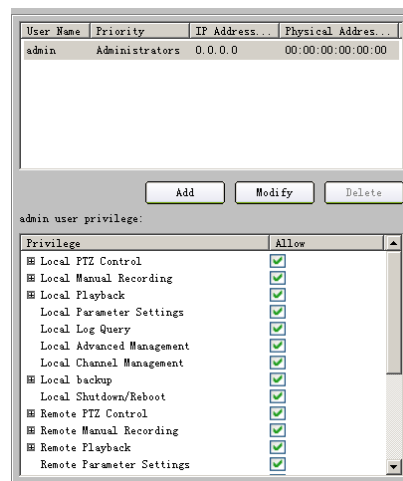 User Name Priority IP Address... Physical Addres...
admin Administrators 0.0.0.0 00:00:00:00:00:00
Add Modify Delete
admin user privilege:
Privilege Allow
Local PTZ Control
Local Manual Recording
Local Playback
Local Parameter Settings
Local Log Query
Local Advanced Management
Local Channel Management
Local backup
Local Shutdown/Reboot
Remote PTZ Control
Remote Manual Recording
Remote Playback
Remote Parameter Settings